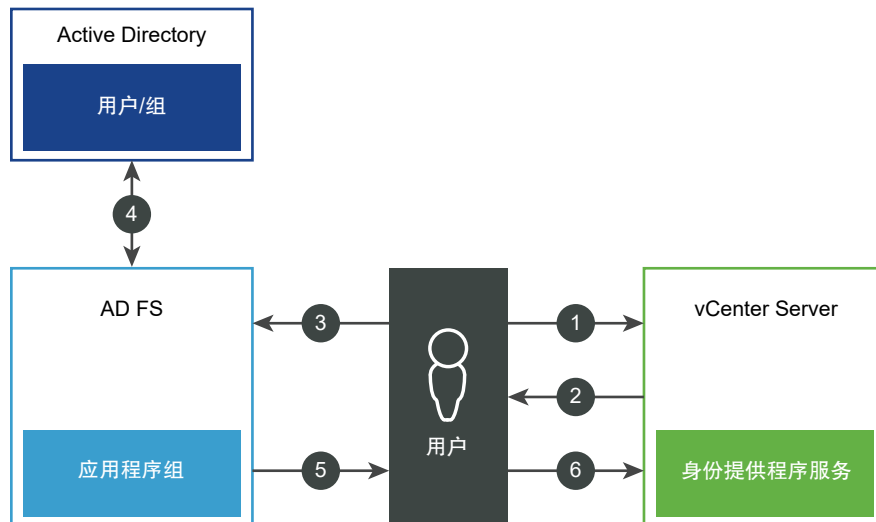 Active Directory
用户/组
4
AD FS
vCenter Server
3
1
2
用户
应用程序组
5
6
身份提供程序服务